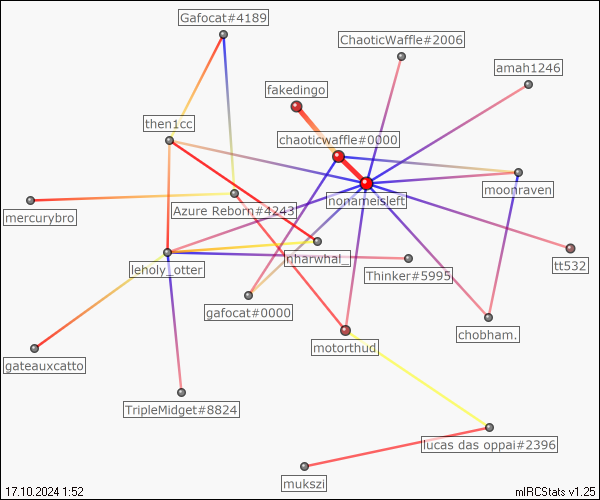 Gafocat#4189
ChaoticWaffle#2006
amah1246
fakedingo
then1cc
chaoticwaffle#0000
moonraven
nonameisleft
Azure Reborn#4243
mercurybro
nharwhal_
leholy_otter
Thinker#5995
tt532
gafocat#0000
chobham.
motorthud
gateauxcatto
TripleMidget#8824
lucas das oppai#2396
mukszi
17.10.2024 1:52
mIRCStats v1.25